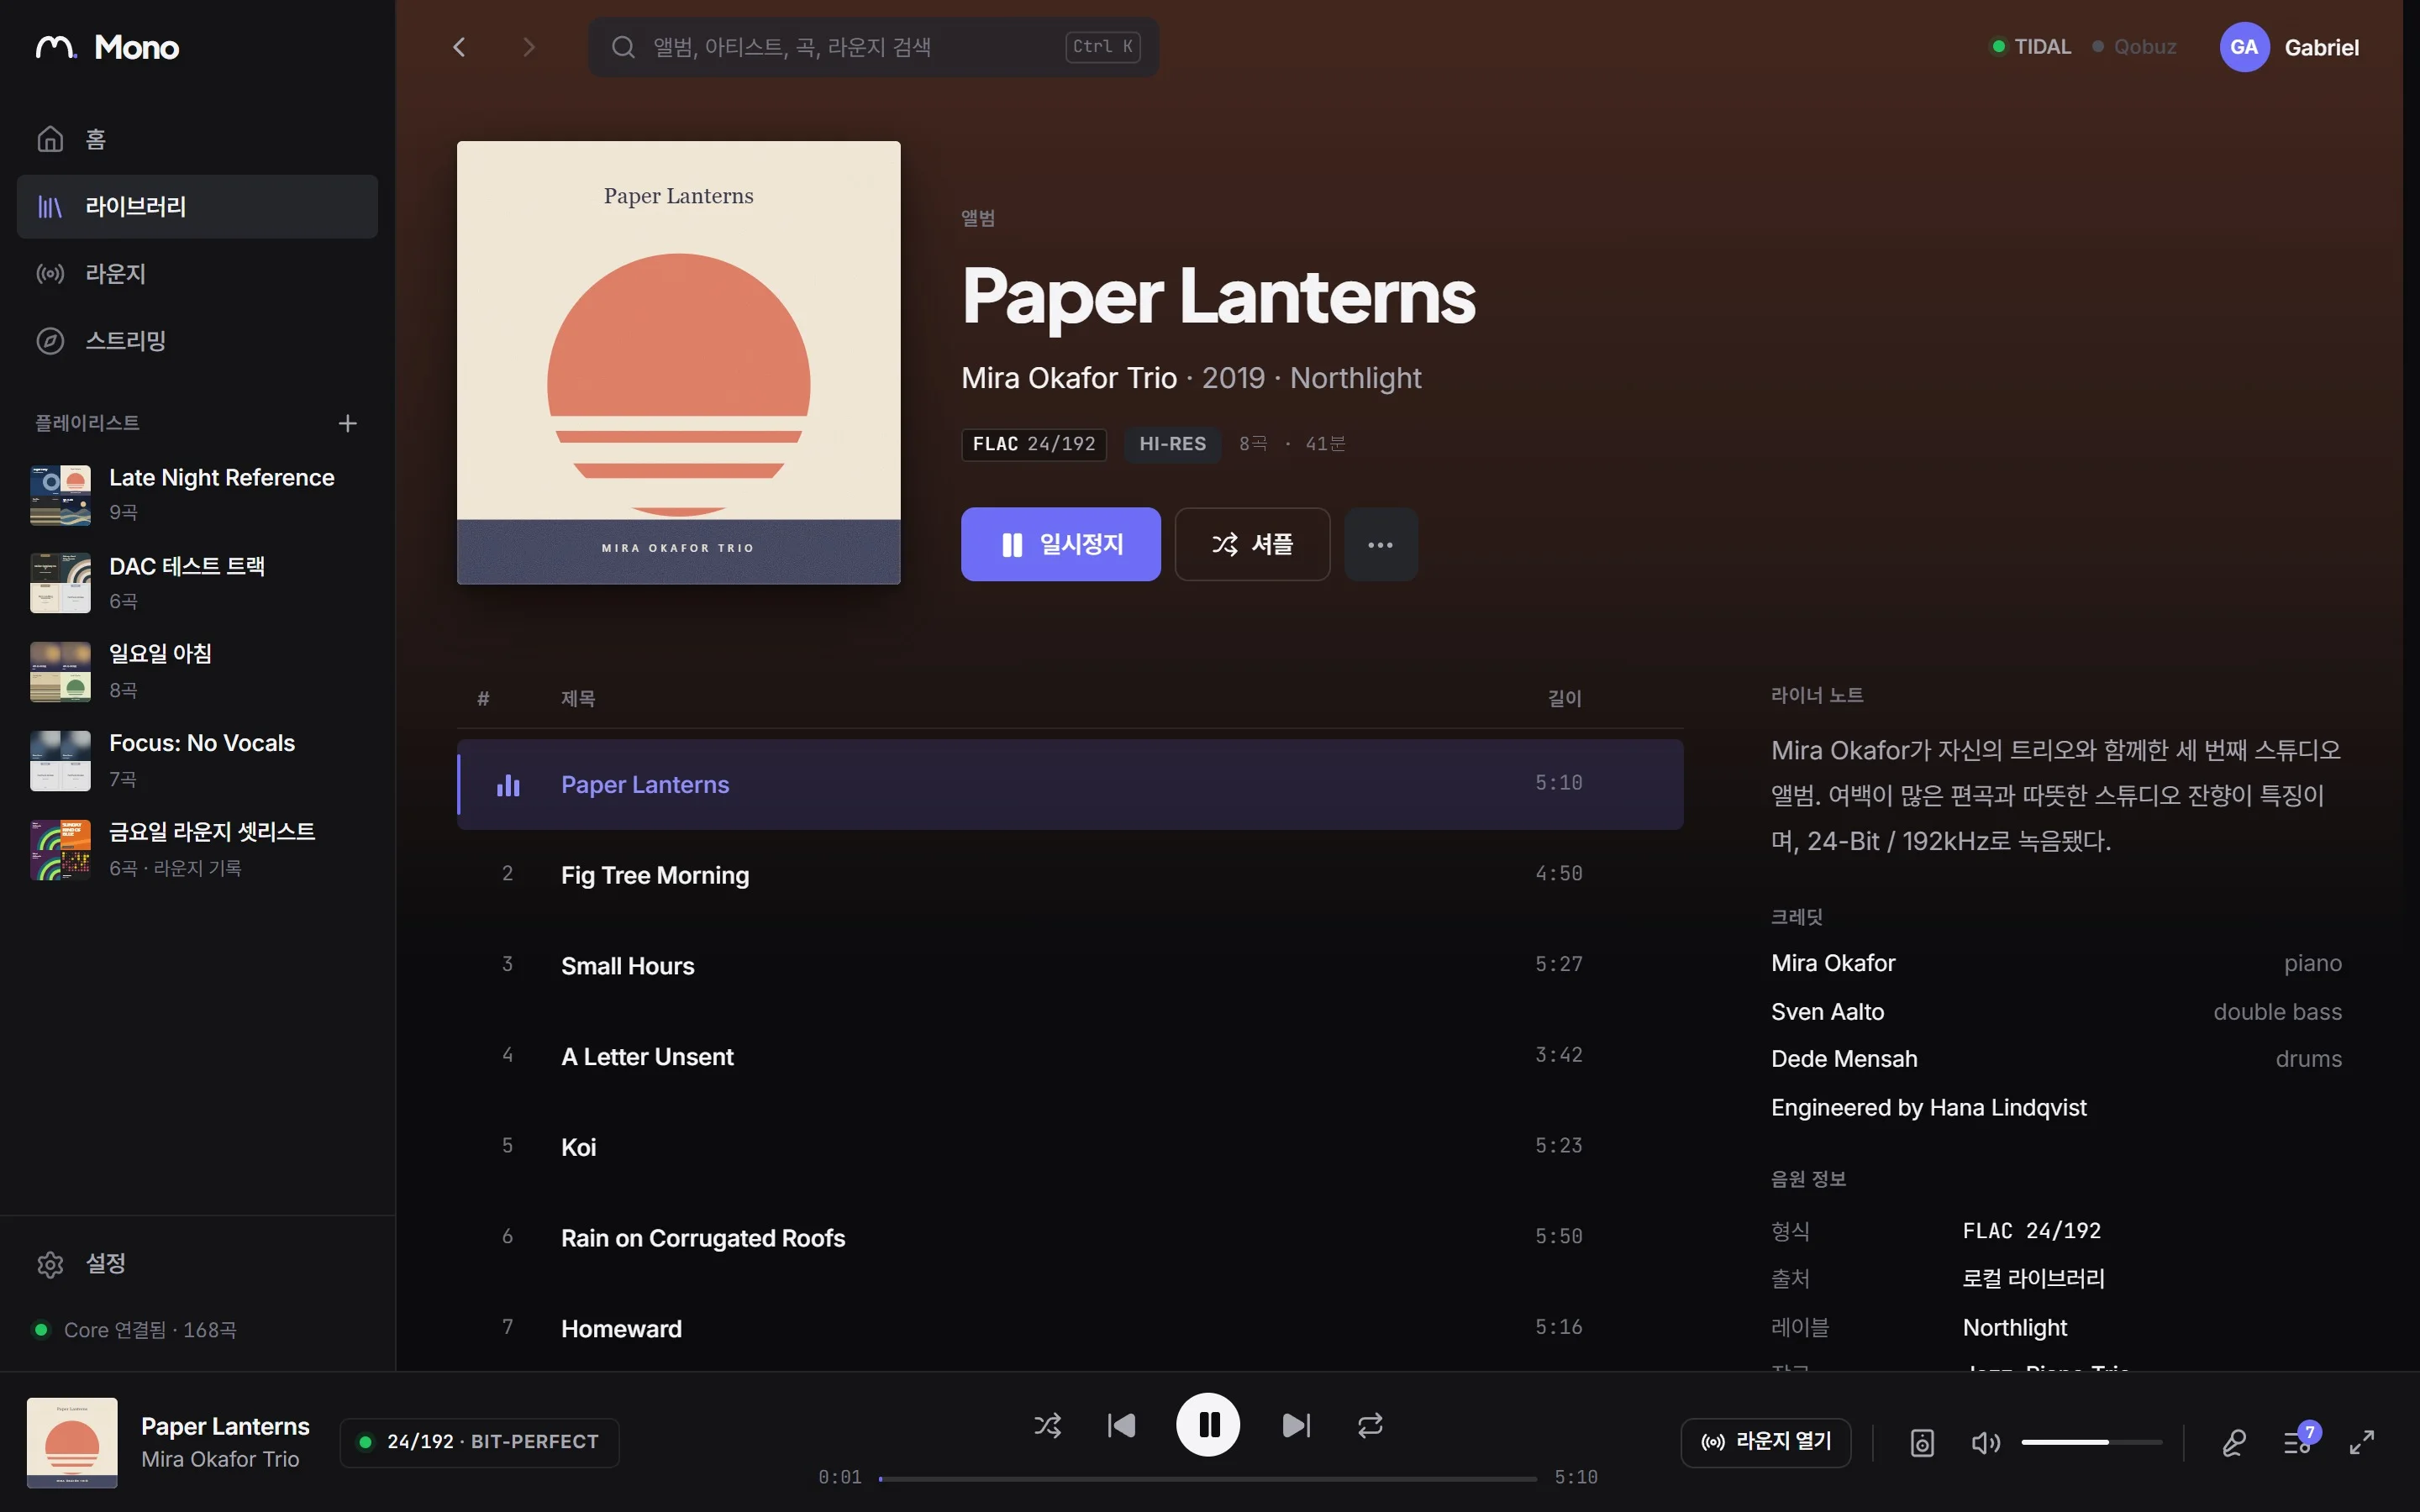 Mono
홈
라이브러리
라운지
스트리밍
플레이리스트
Late Night Reference
9곡
DAC 테스트 트랙
6곡
일요일 아침
8곡
Focus: No Vocals
7곡
금요일 라운지 셋리스트
6곡 · 라운지 기록
설정
Core 연결됨 · 168곡
앨범, 아티스트, 곡, 라운지 검색
Ctrl K
TIDAL
Qobuz
GA
Gabriel
Paper Lanterns
MIRA OKAFOR TRIO
앨범
Paper Lanterns
Mira Okafor Trio · 2019 · Northlight
FLAC 24/192
HI-RES
8곡 · 41분
일시정지
셔플
# 제목 길이
Paper Lanterns 5:10
2 Fig Tree Morning 4:50
3 Small Hours 5:27
4 A Letter Unsent 3:42
5 Koi 5:23
6 Rain on Corrugated Roofs 5:50
7 Homeward 5:16
라이너 노트
Mira Okafor가 자신의 트리오와 함께한 세 번째 스튜디오
앨범. 여백이 많은 편곡과 따뜻한 스튜디오 잔향이 특징이
며, 24-Bit / 192kHz로 녹음됐다.
크레딧
Mira Okafor piano
Sven Aalto double bass
Dede Mensah drums
Engineered by Hana Lindqvist
음원 정보
형식 FLAC 24/192
출처 로컬 라이브러리
레이블 Northlight
Paper Lanterns
MIRA OKAFOR TRIO
Paper Lanterns
Mira Okafor Trio
24/192 · BIT-PERFECT
0:01
5:10
라운지 열기
7